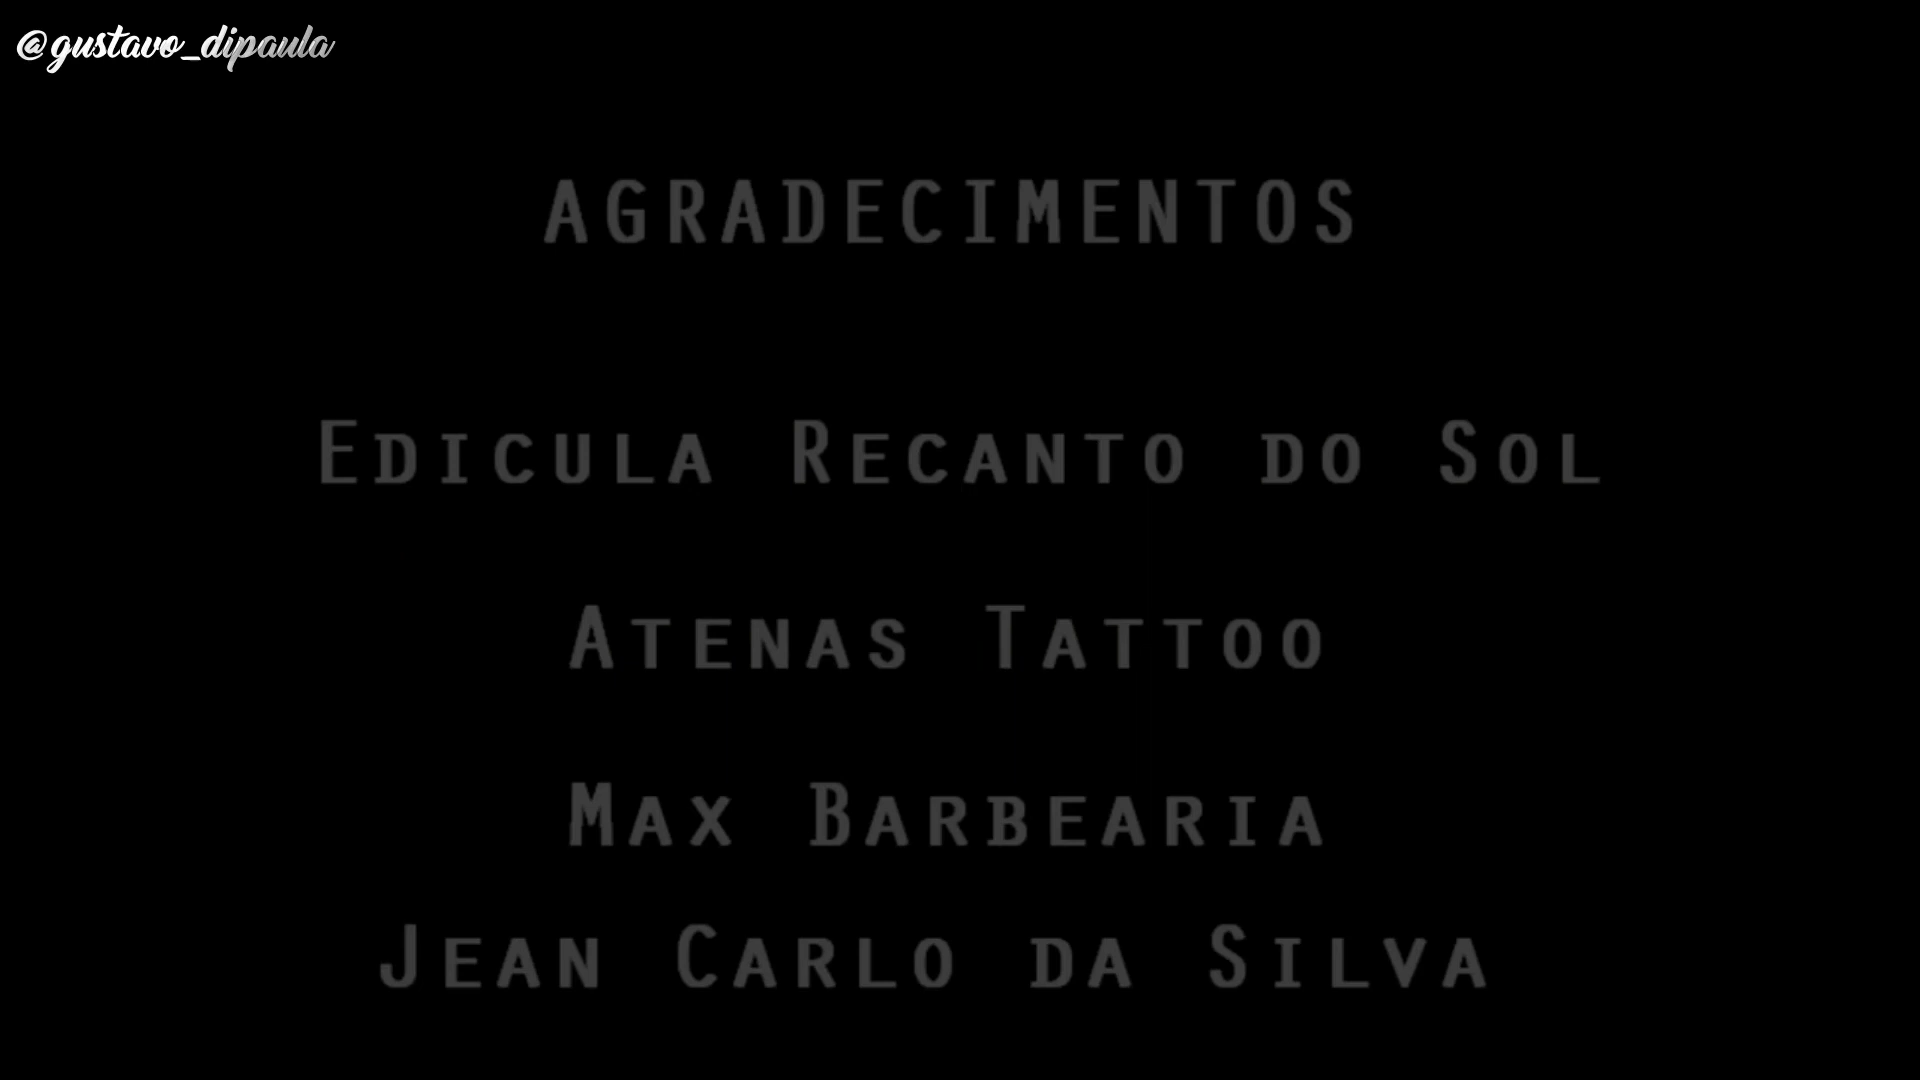 @gustavo_dipaula
AGRADECIMENTOS
EDICULA RECANTO DO SOL
ATENAS TATTOO
MAX BARBEARIA
JEAN CARLO DA SILVA